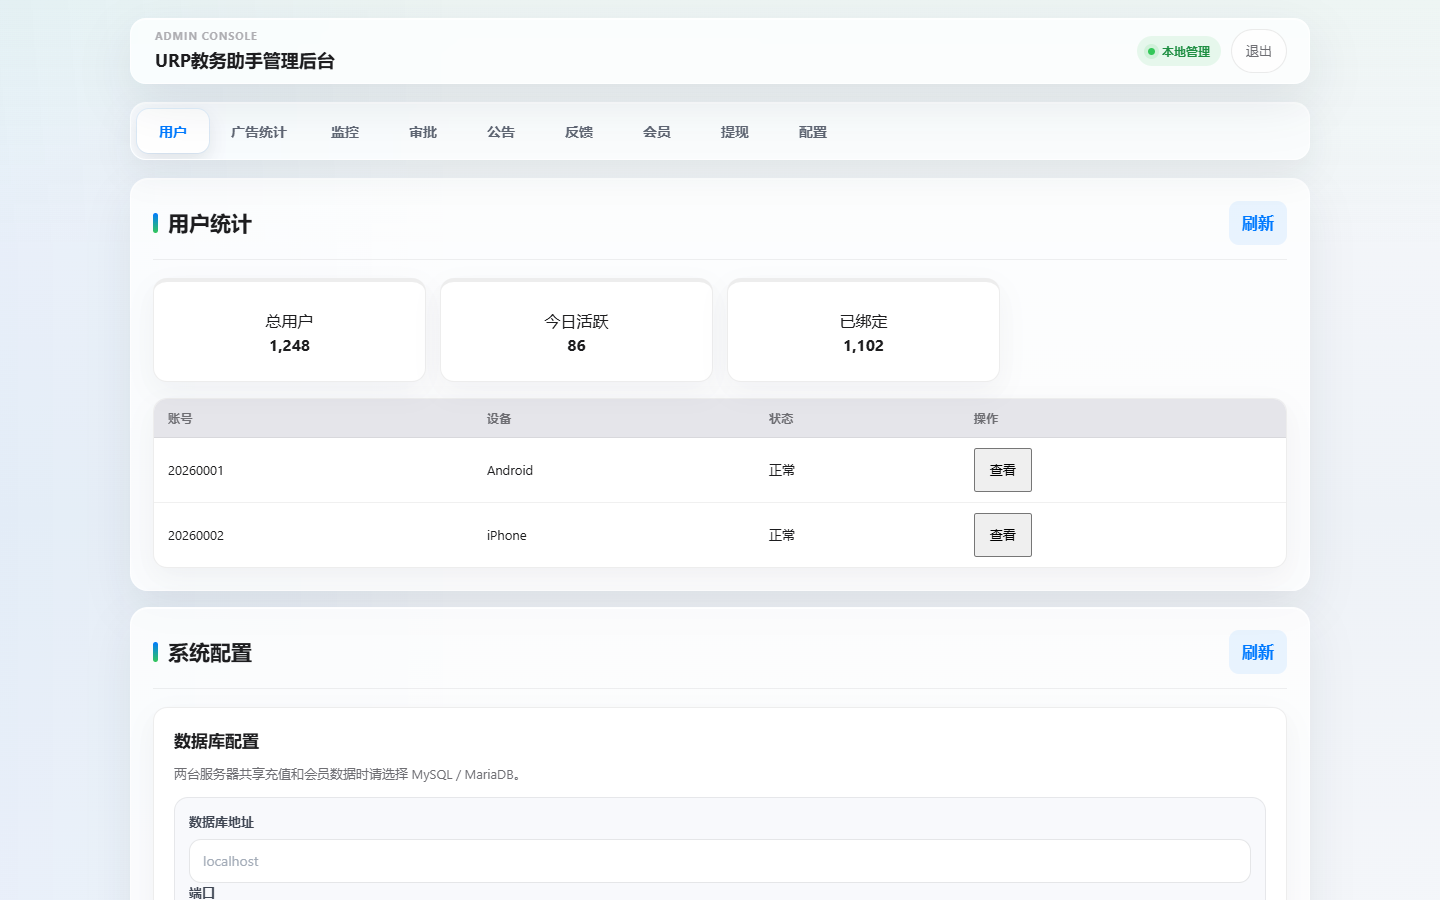 ADMIN CONSOLE
URP教务助手管理后台
本地管理
退出
用户 广告统计 监控 审批 公告 反馈 会员 提现 配置
用户统计
刷新
总用户
1,248
今日活跃
86
已绑定
1,102
账号 设备 状态 操作
20260001 Android 正常 查看
20260002 iPhone 正常 查看
系统配置
刷新
数据库配置
两台服务器共享充值和会员数据时请选择 MySQL / MariaDB。
数据库地址
localhost
端口